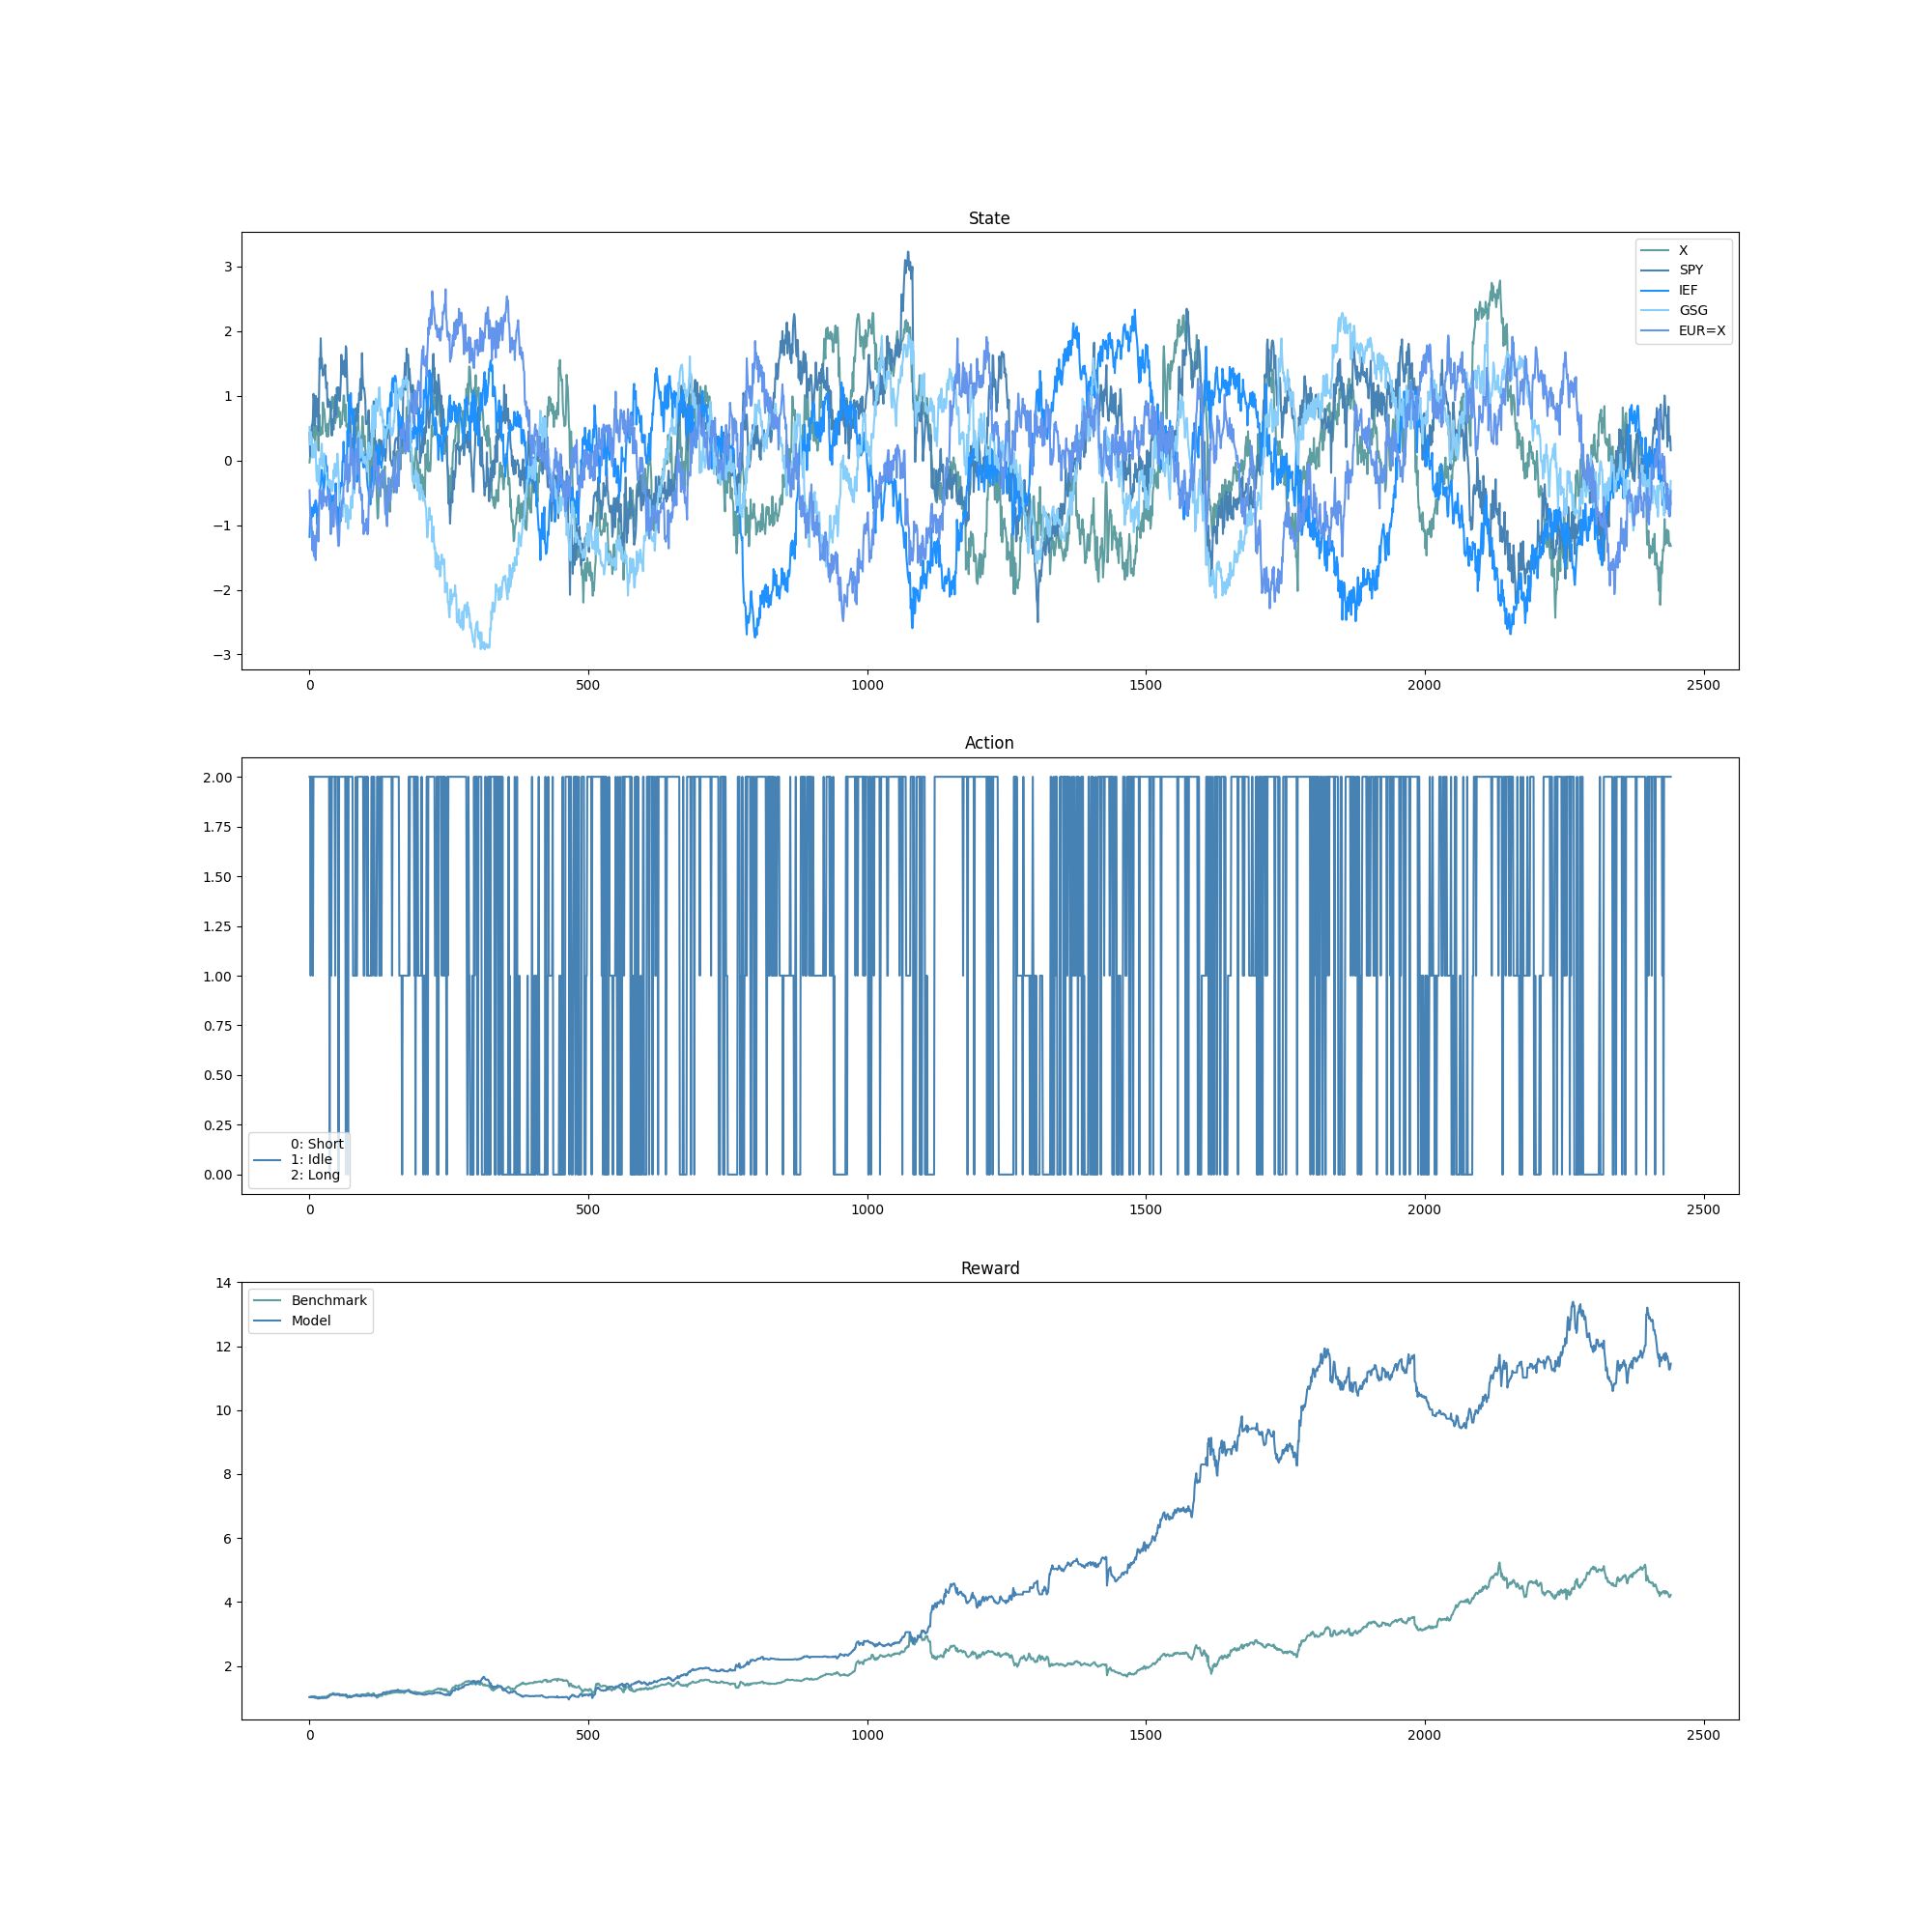 State
3
2
1
0
−1
−2
−3
X
SPY
IEF
GSG
EUR=X
0 500 1000 1500 2000 2500
Action
2.00
1.75
1.50
1.25
1.00
0.75
0.50
0.25
0.00
0: Short
1: Idle
2: Long
0 500 1000 1500 2000 2500
Reward
14
12
10
8
6
4
2
Benchmark
Model
0 500 1000 1500 2000 2500